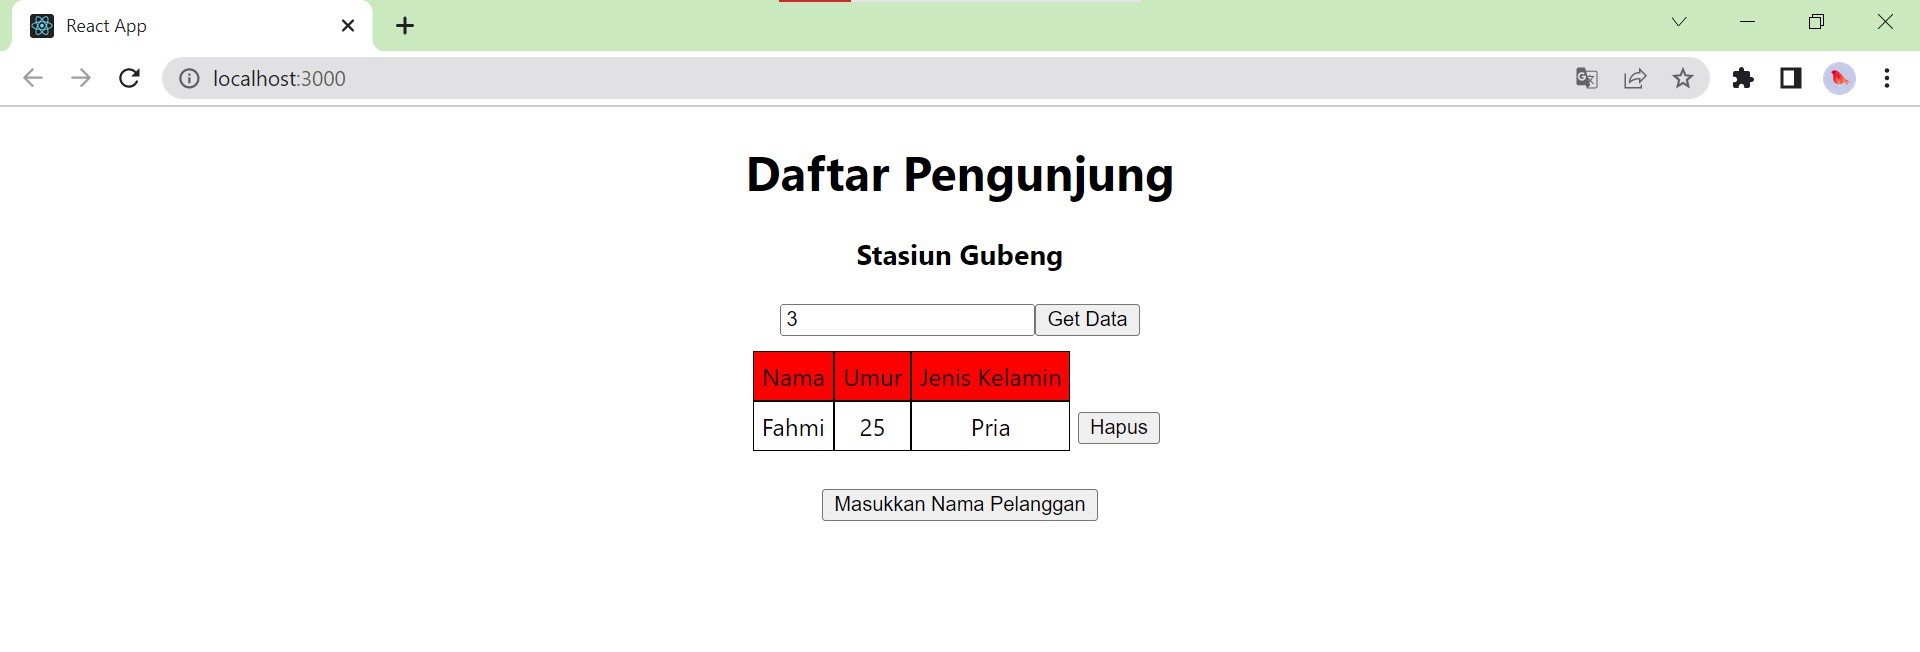 React App
localhost:3000
Daftar Pengunjung
Stasiun Gubeng
3 Get Data
Nama Umur Jenis Kelamin
Fahmi 25 Pria Hapus
Masukkan Nama Pelanggan